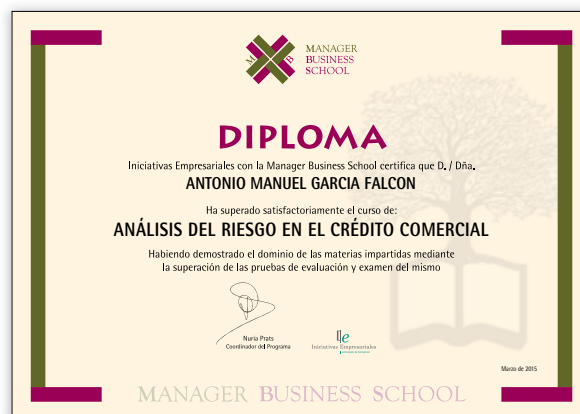 M B
MANAGER
BUSINESS
SCHOOL
DIPLOMA
Iniciativas Empresariales con la Manager Business School certifica que D. / Dña.
ANTONIO MANUEL GARCIA FALCON
Ha superado satisfactoriamente el curso de:
ANÁLISIS DEL RIESGO EN EL CRÉDITO COMERCIAL
Habiendo demostrado el dominio de las materias impartidas mediante
la superación de las pruebas de evaluación y examen del mismo
Nuria Prats
Coordinador del Programa
Ie
Iniciativas Empresariales
Marzo de 2015
MANAGER BUSINESS SCHOOL